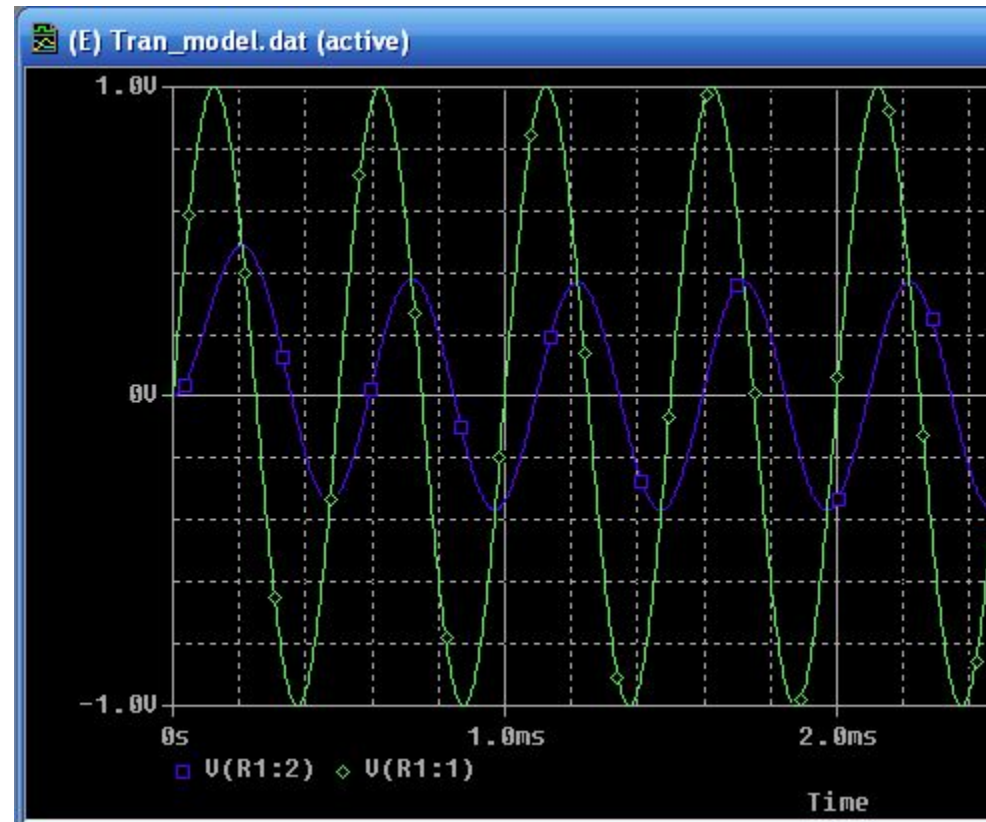 (E) Tran_model.dat (active)
1.0V
0V
-1.0V
0s 1.0ms 2.0ms
V(R1:2) V(R1:1)
Time